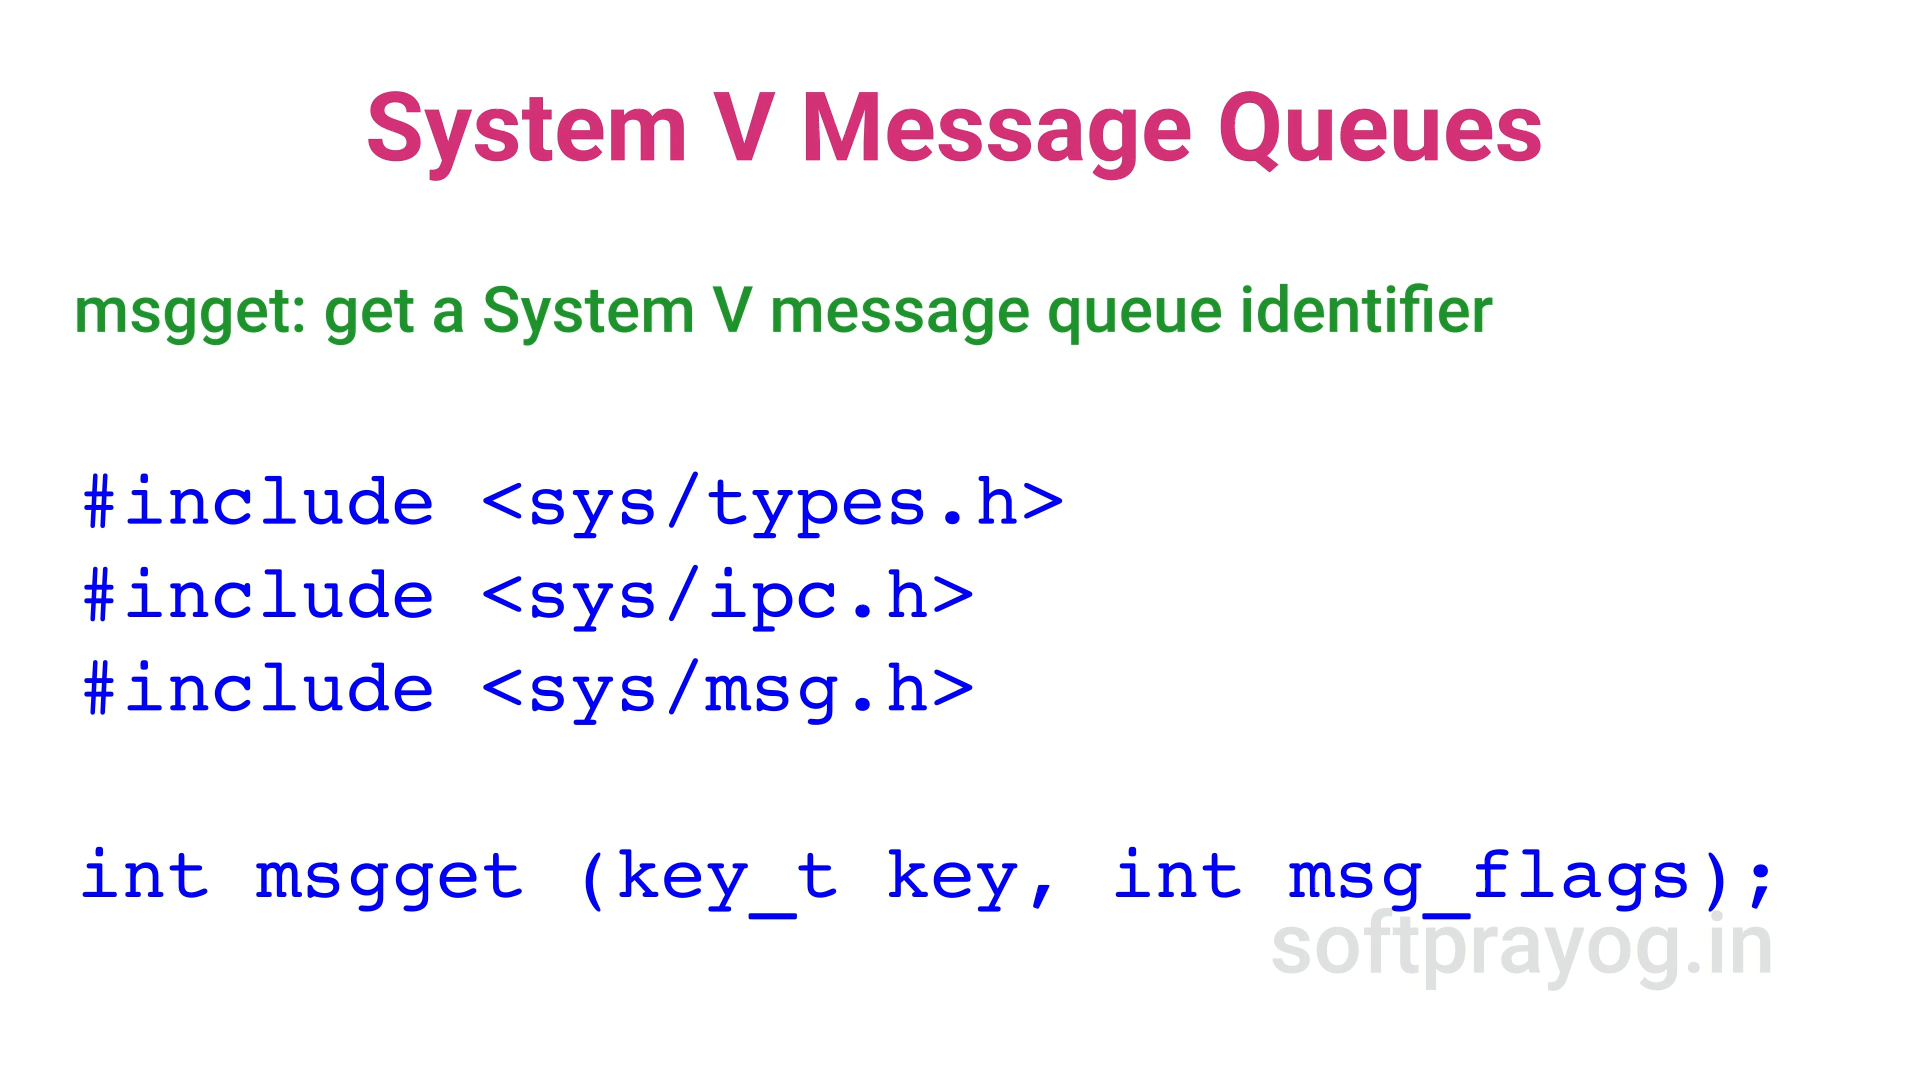 System V Message Queues
msgget: get a System V message queue identifier
#include <sys/types.h>
#include <sys/ipc.h>
#include <sys/msg.h>
int msgget (key_t key, int msg_flags);
softprayog.in